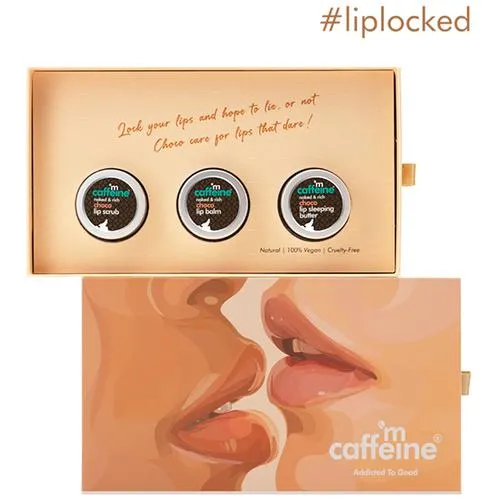 #liplocked
Lock your lips and hope to lie.. or not
Choco care for lips that dare!
'm
caffeine
naked & rich
choco
lip scrub
'm
caffeine
naked & rich
choco
lip balm
'm
caffeine
naked & rich
choco
lip sleeping
butter
Natural | 100% Vegan | Cruelty-Free
'm
caffeine®
Addicted To Good